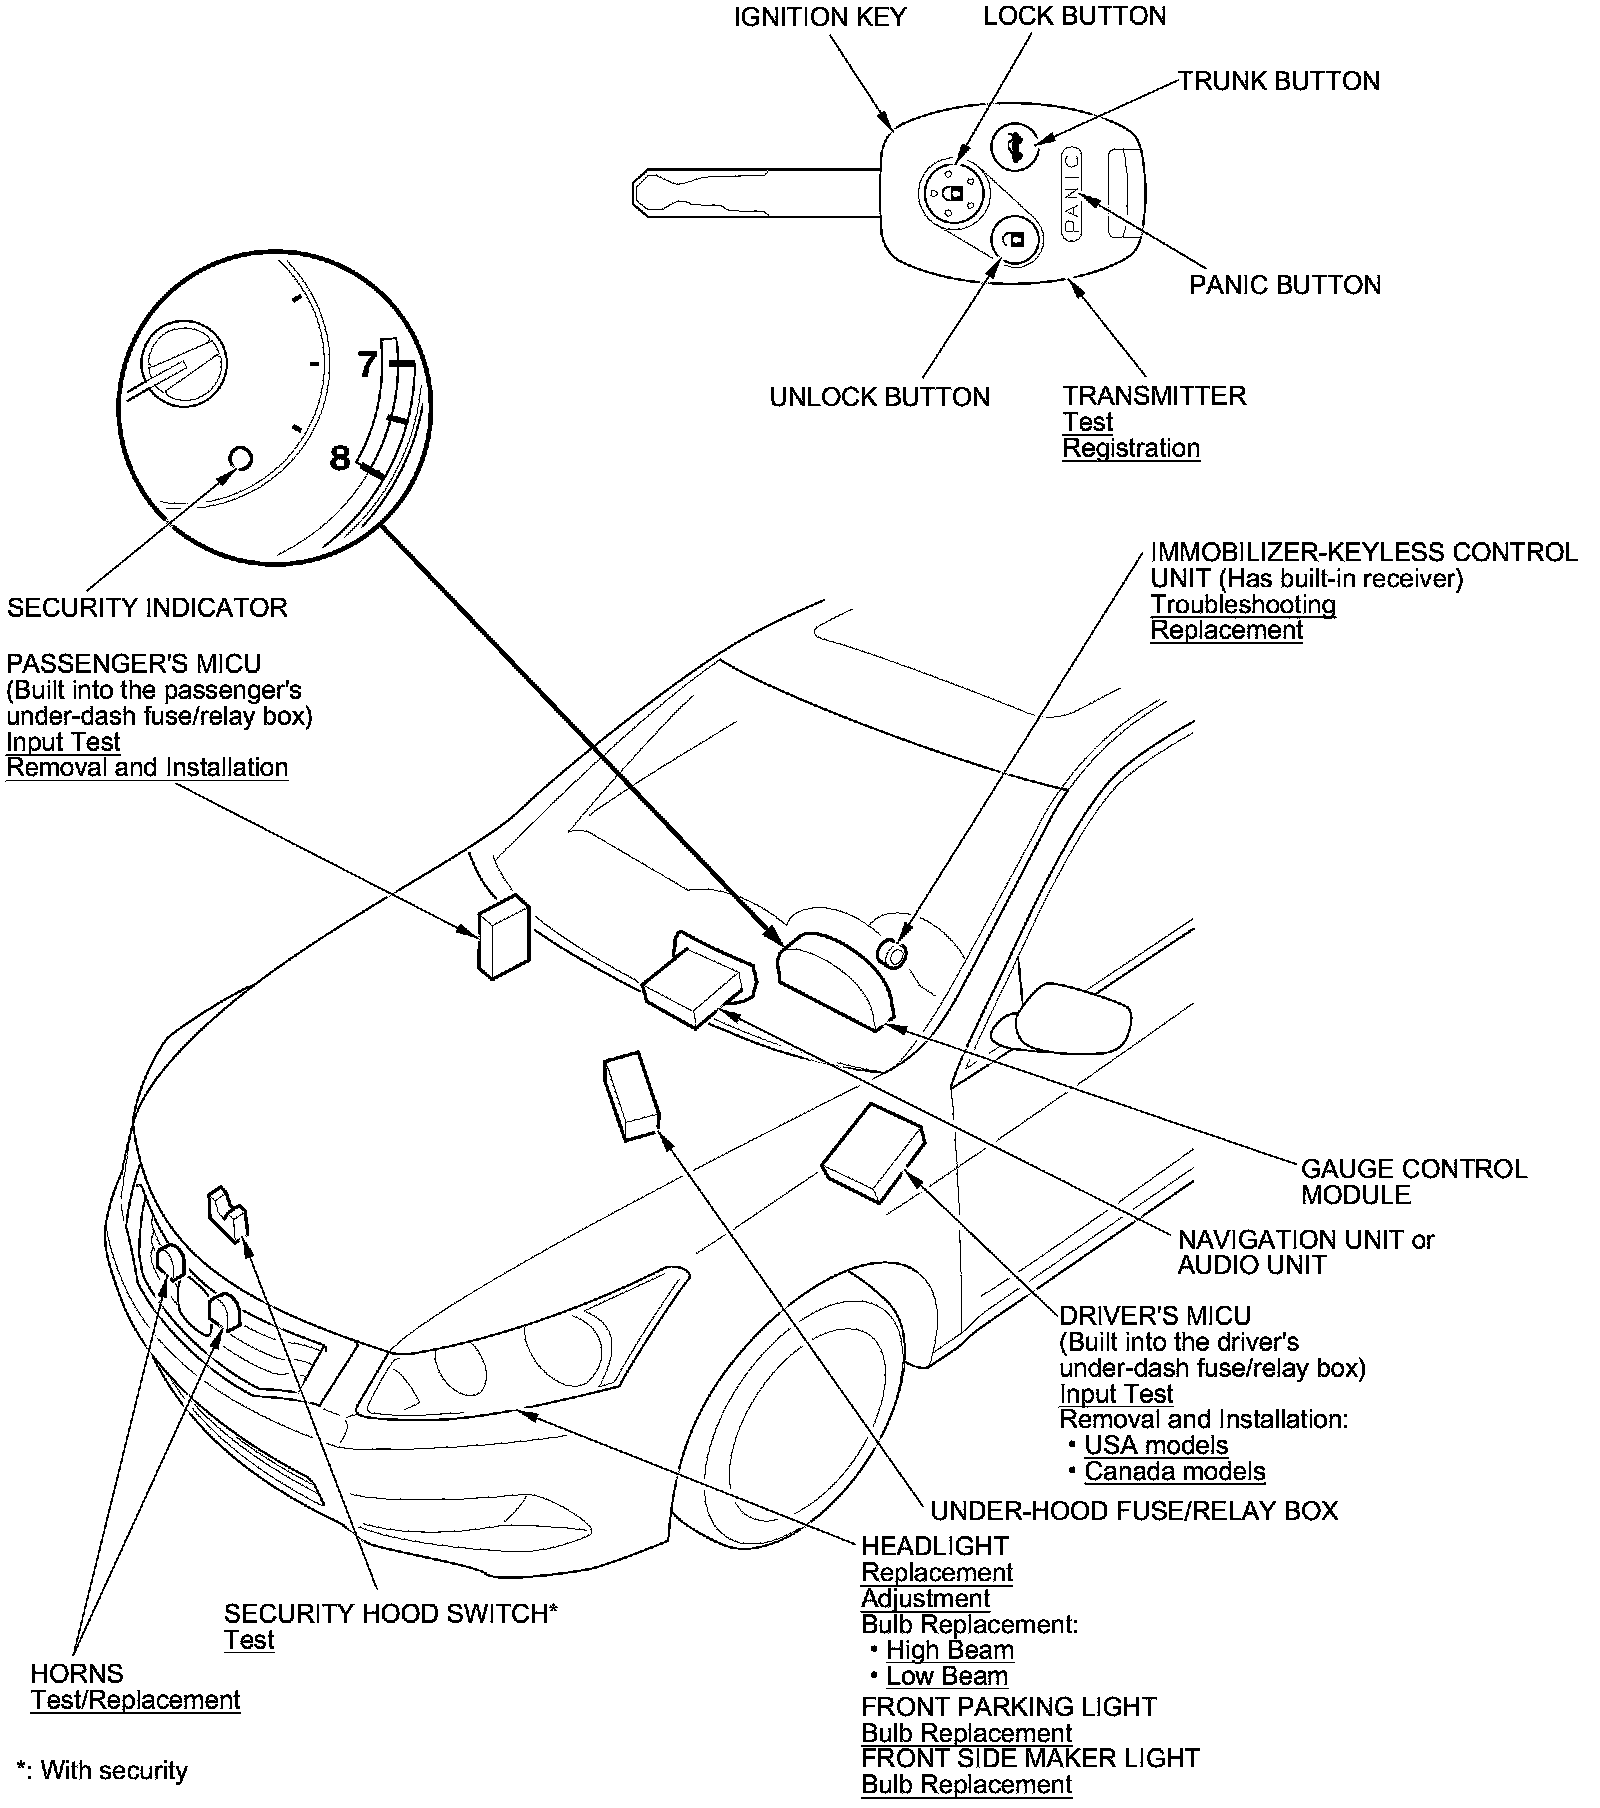 IGNITION KEY
LOCK BUTTON
TRUNK BUTTON
PANIC
PANIC BUTTON
UNLOCK BUTTON
TRANSMITTER
Test
Registration
7
8
SECURITY INDICATOR
IMMOBILIZER-KEYLESS CONTROL
UNIT (Has built-in receiver)
Troubleshooting
Replacement
PASSENGER'S MICU
(Built into the passenger's
under-dash fuse/relay box)
Input Test
Removal and Installation
GAUGE CONTROL
MODULE
NAVIGATION UNIT or
AUDIO UNIT
DRIVER'S MICU
(Built into the driver's
under-dash fuse/relay box)
Input Test
Removal and Installation:
• USA models
• Canada models
UNDER-HOOD FUSE/RELAY BOX
HEADLIGHT
Replacement
Adjustment
Bulb Replacement:
• High Beam
• Low Beam
FRONT PARKING LIGHT
Bulb Replacement
FRONT SIDE MAKER LIGHT
Bulb Replacement
SECURITY HOOD SWITCH*
Test
HORNS
Test/Replacement
*: With security